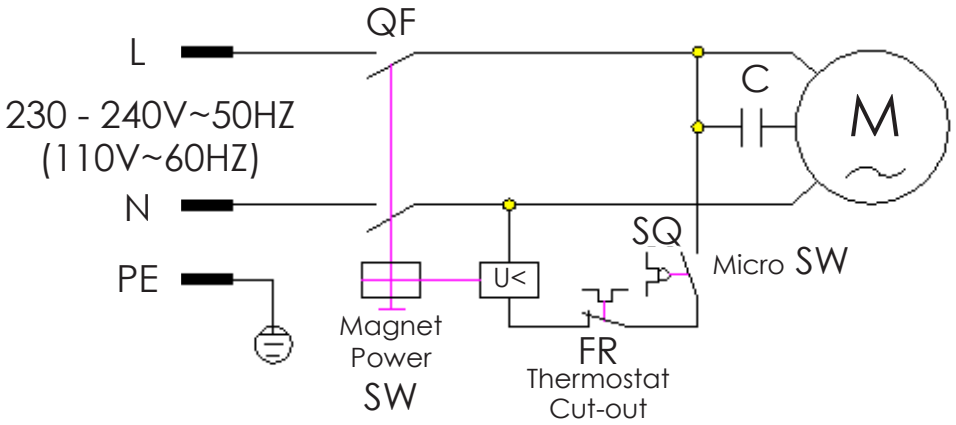 QF
L
C
230 - 240V~50HZ
(110V~60HZ)
M
N
SQ
Micro SW
PE
U<
Magnet
Power
SW
FR
Thermostat
Cut-out